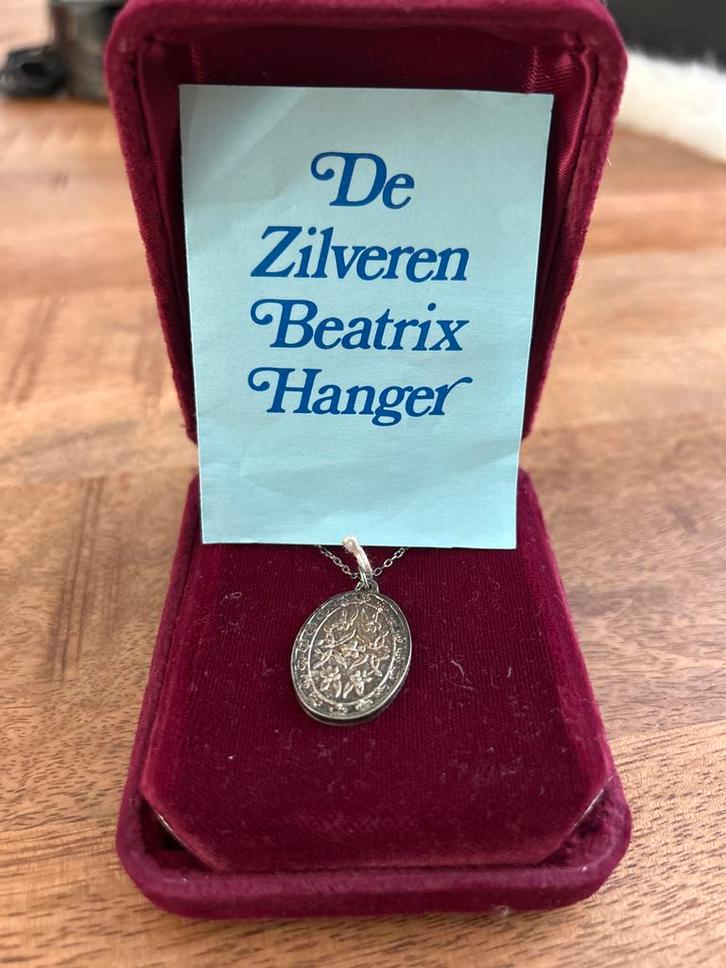 De
Zilveren
Beatrix
Hanger